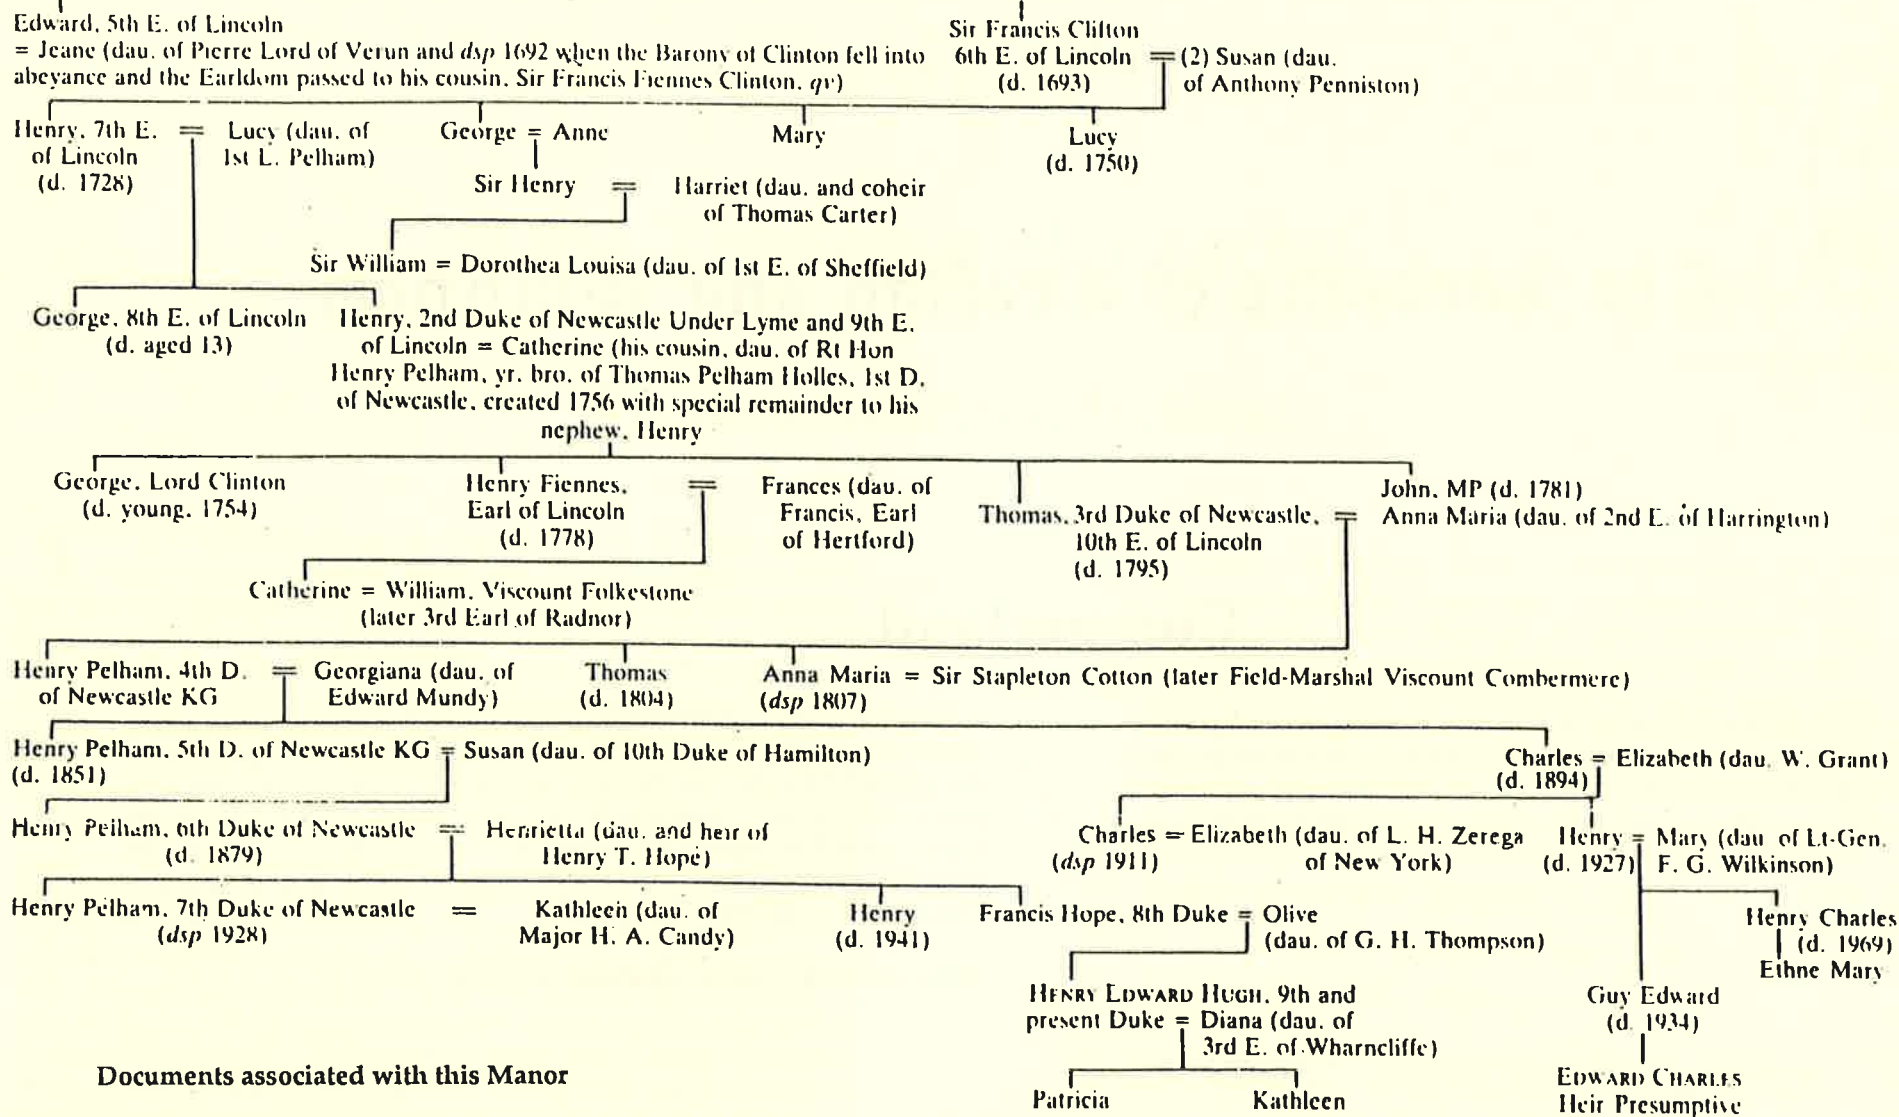 Edward, 5th E. of Lincoln
= Jeane (dau. of Pierre Lord of Verun and dsp 1692 when the Barony of Clinton fell into
abeyance and the Earldom passed to his cousin, Sir Francis Fiennes Clinton, qv)
Sir Francis Clifton
6th E. of Lincoln
(d. 1693)
= (2) Susan (dau.
of Anthony Penniston)
Henry, 7th E.
of Lincoln
(d. 1728)
= Lucy (dau. of
1st L. Pelham)
George = Anne
Mary
Lucy
(d. 1750)
Sir Henry = Harriet (dau. and coheir
of Thomas Carter)
Sir William = Dorothea Louisa (dau. of 1st E. of Sheffield)
George, 8th E. of Lincoln
(d. aged 13)
Henry, 2nd Duke of Newcastle Under Lyme and 9th E.
of Lincoln = Catherine (his cousin, dau. of Rt Hon
Henry Pelham, yr. bro. of Thomas Pelham Holles, 1st D.
of Newcastle, created 1756 with special remainder to his
nephew, Henry
George, Lord Clinton
(d. young, 1754)
Henry Fiennes,
Earl of Lincoln
(d. 1778)
= Frances (dau. of
Francis, Earl
of Hertford)
Thomas, 3rd Duke of Newcastle,
10th E. of Lincoln
(d. 1795)
=
John, MP (d. 1781)
Anna Maria (dau. of 2nd E. of Harrington)
Catherine = William, Viscount Folkestone
(later 3rd Earl of Radnor)
Henry Pelham, 4th D.
of Newcastle KG
= Georgiana (dau. of
Edward Mundy)
Thomas
(d. 1804)
Anna Maria = Sir Stapleton Cotton (later Field-Marshal Viscount Combermere)
(dsp 1807)
Henry Pelham, 5th D. of Newcastle KG = Susan (dau. of 10th Duke of Hamilton)
(d. 1851)
Charles = Elizabeth (dau. W. Grant)
(d. 1894)
Henry Pelham, 6th Duke of Newcastle
(d. 1879)
= Henrietta (dau. and heir of
Henry T. Hope)
Charles = Elizabeth (dau. of L. H. Zerega
(dsp 1911) of New York)
Henry = Mary (dau of Lt-Gen.
(d. 1927) F. G. Wilkinson)
Henry Pelham, 7th Duke of Newcastle
(dsp 1928)
= Kathleen (dau. of
Major H. A. Candy)
Henry
(d. 1941)
Francis Hope, 8th Duke = Olive
(dau. of G. H. Thompson)
Henry Charles
(d. 1969)
Ethne Mary
HENRY EDWARD HUGH, 9th and
present Duke = Diana (dau. of
3rd E. of Wharncliffe)
Guy Edward
(d. 1934)
Patricia
Kathleen
EDWARD CHARLES
Heir Presumptive
Documents associated with this Manor